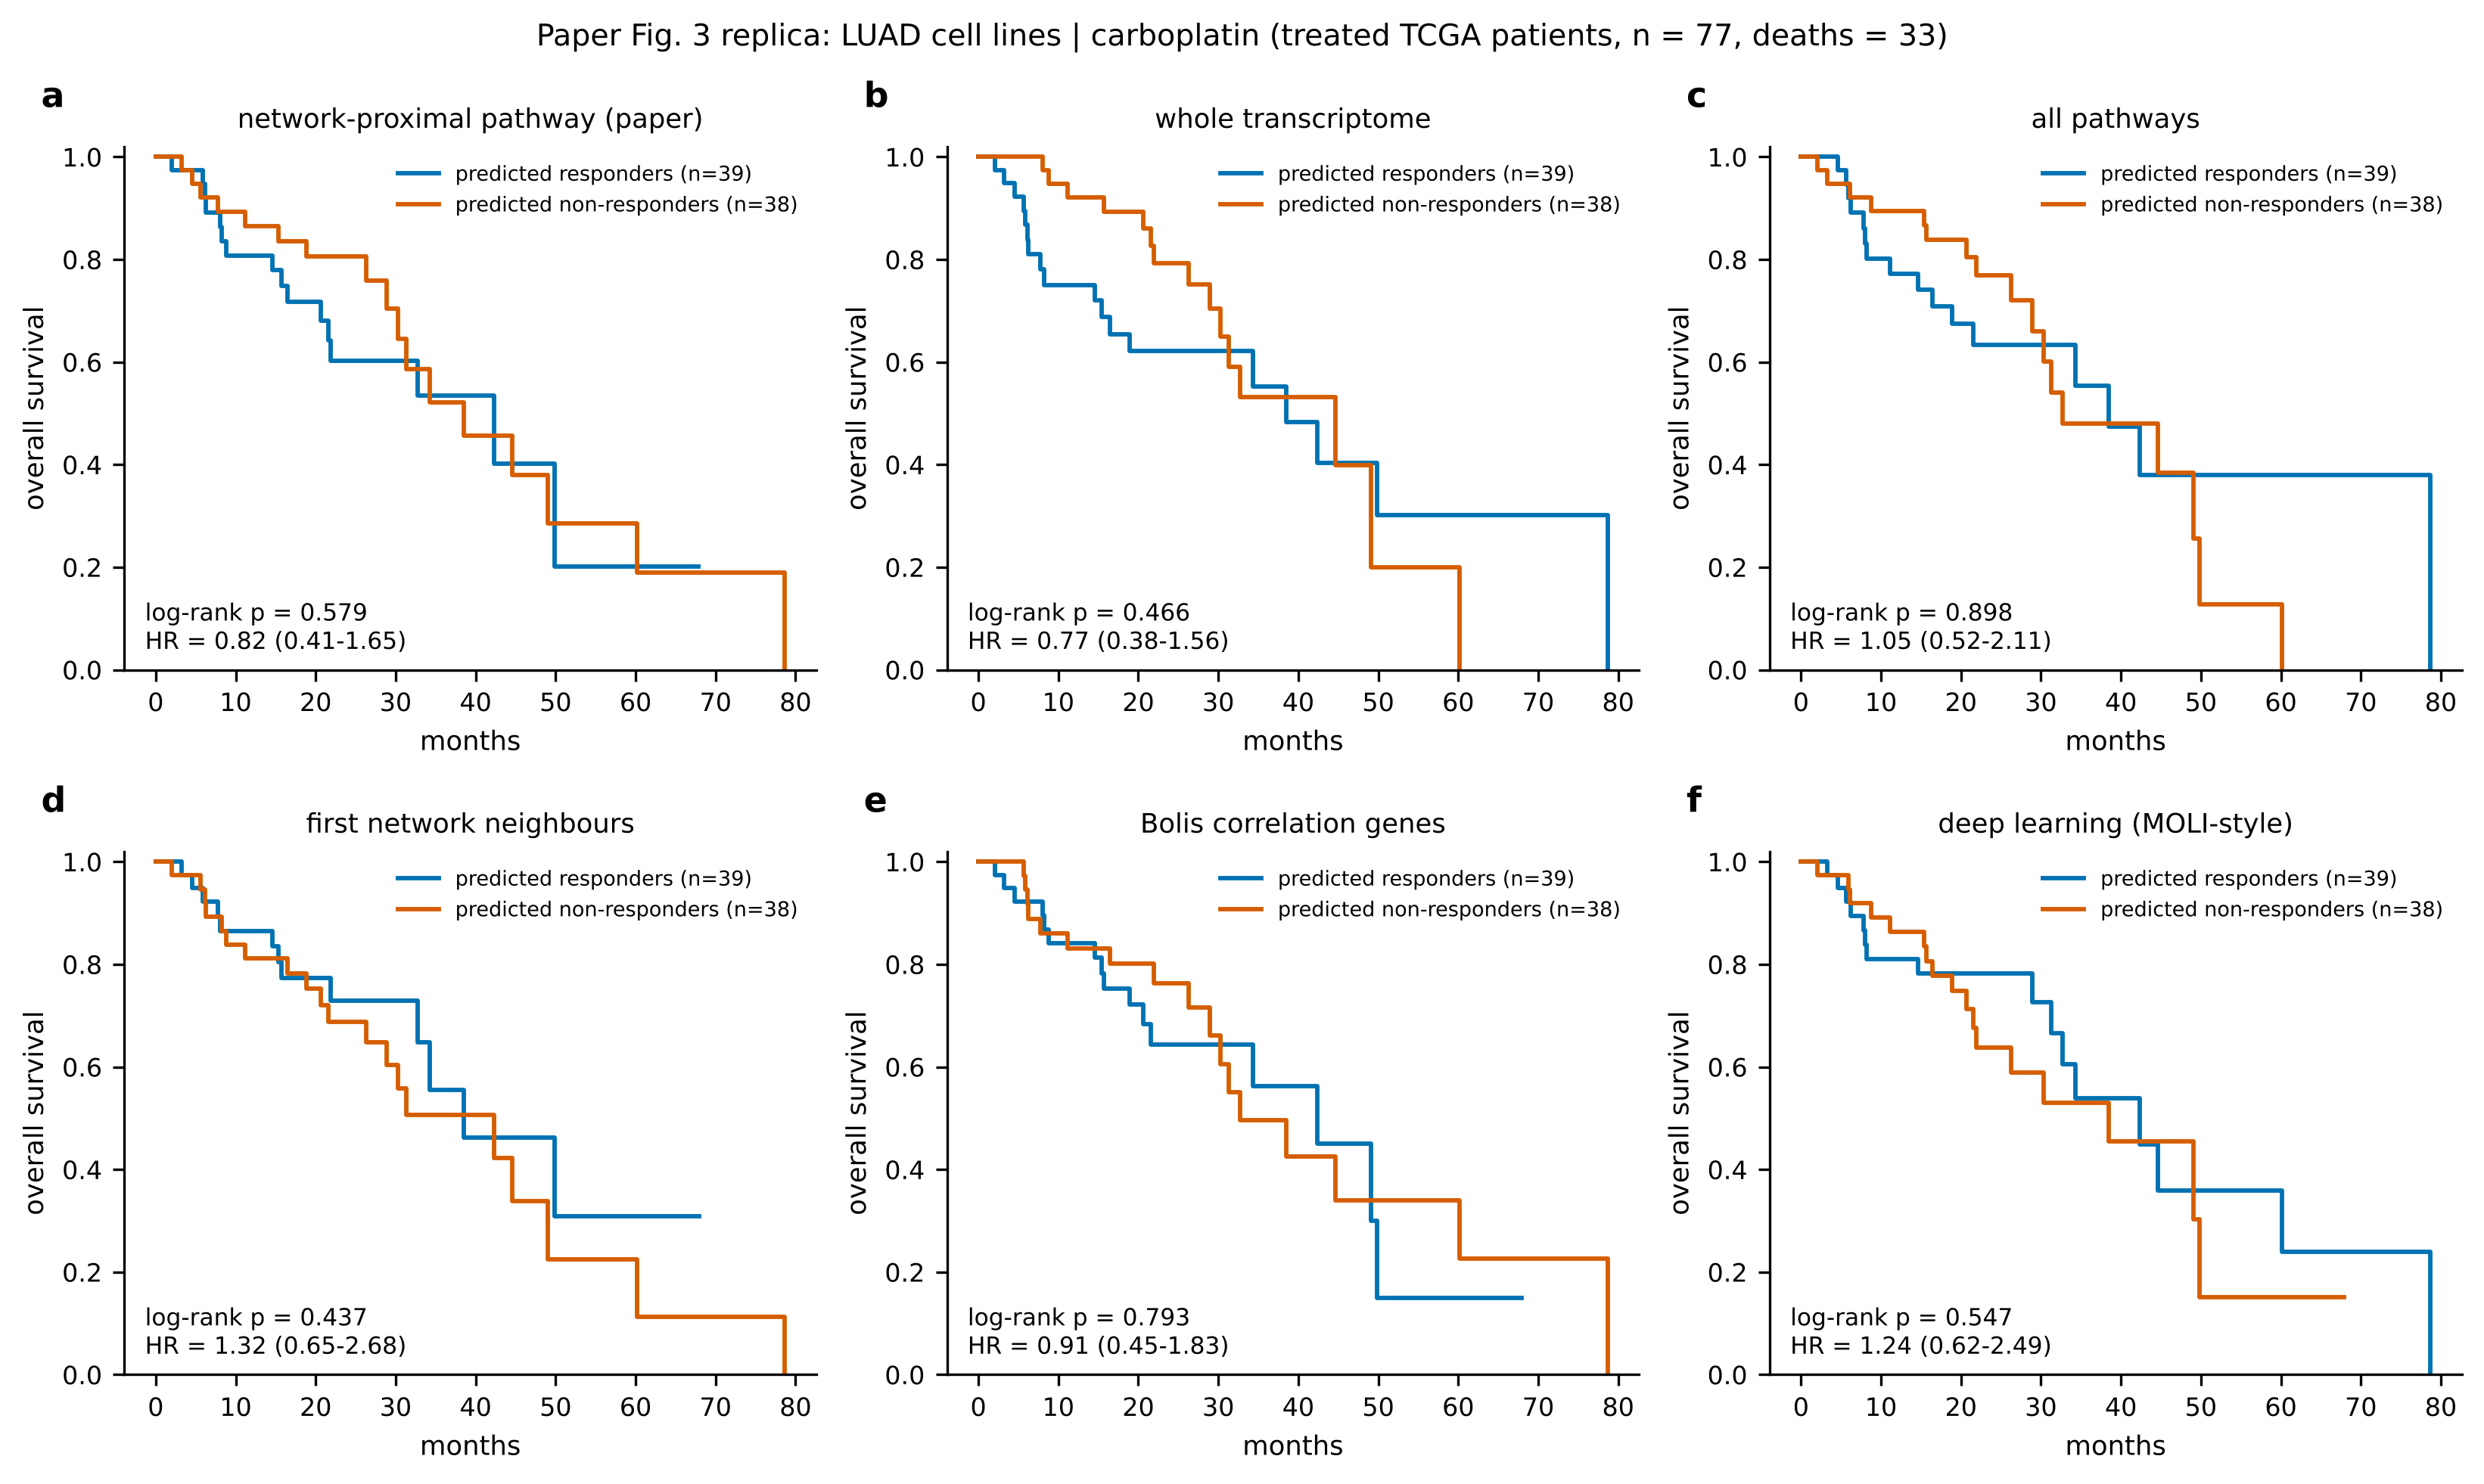 Paper Fig. 3 replica: LUAD cell lines | carboplatin (treated TCGA patients, n = 77, deaths = 33)
a
network-proximal pathway (paper)
predicted responders (n=39)
predicted non-responders (n=38)
1.0
0.8
0.6
0.4
0.2
0.0
overall survival
log-rank p = 0.579
HR = 0.82 (0.41-1.65)
0 10 20 30 40 50 60 70 80
months
b
whole transcriptome
predicted responders (n=39)
predicted non-responders (n=38)
1.0
0.8
0.6
0.4
0.2
0.0
overall survival
log-rank p = 0.466
HR = 0.77 (0.38-1.56)
0 10 20 30 40 50 60 70 80
months
c
all pathways
predicted responders (n=39)
predicted non-responders (n=38)
1.0
0.8
0.6
0.4
0.2
0.0
overall survival
log-rank p = 0.898
HR = 1.05 (0.52-2.11)
0 10 20 30 40 50 60 70 80
months
d
first network neighbours
predicted responders (n=39)
predicted non-responders (n=38)
1.0
0.8
0.6
0.4
0.2
0.0
overall survival
log-rank p = 0.437
HR = 1.32 (0.65-2.68)
0 10 20 30 40 50 60 70 80
months
e
Bolis correlation genes
predicted responders (n=39)
predicted non-responders (n=38)
1.0
0.8
0.6
0.4
0.2
0.0
overall survival
log-rank p = 0.793
HR = 0.91 (0.45-1.83)
0 10 20 30 40 50 60 70 80
months
f
deep learning (MOLI-style)
predicted responders (n=39)
predicted non-responders (n=38)
1.0
0.8
0.6
0.4
0.2
0.0
overall survival
log-rank p = 0.547
HR = 1.24 (0.62-2.49)
0 10 20 30 40 50 60 70 80
months